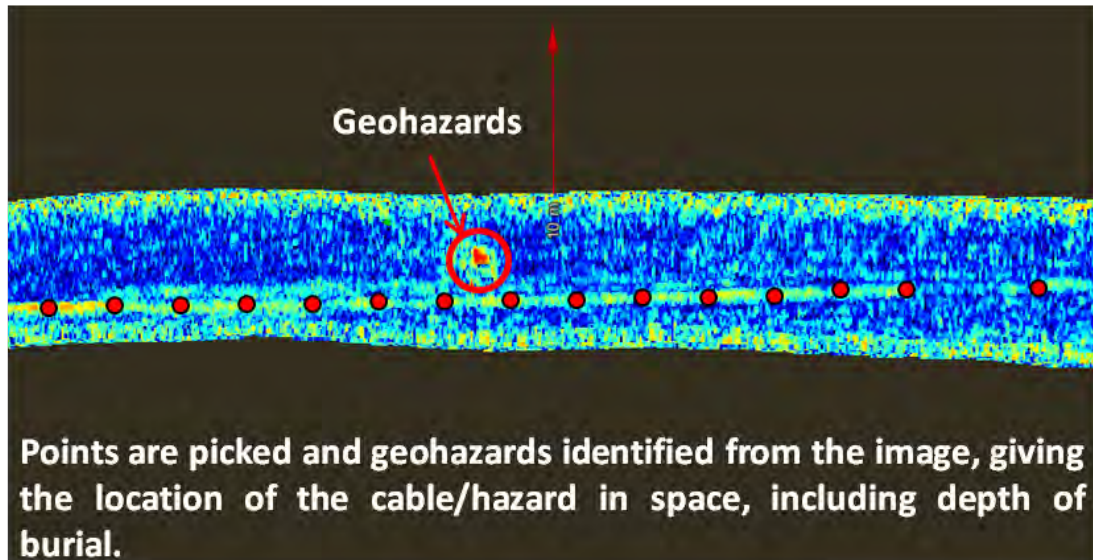 Geohazards
10 m
Points are picked and geohazards identified from the image, giving
the location of the cable/hazard in space, including depth of
burial.